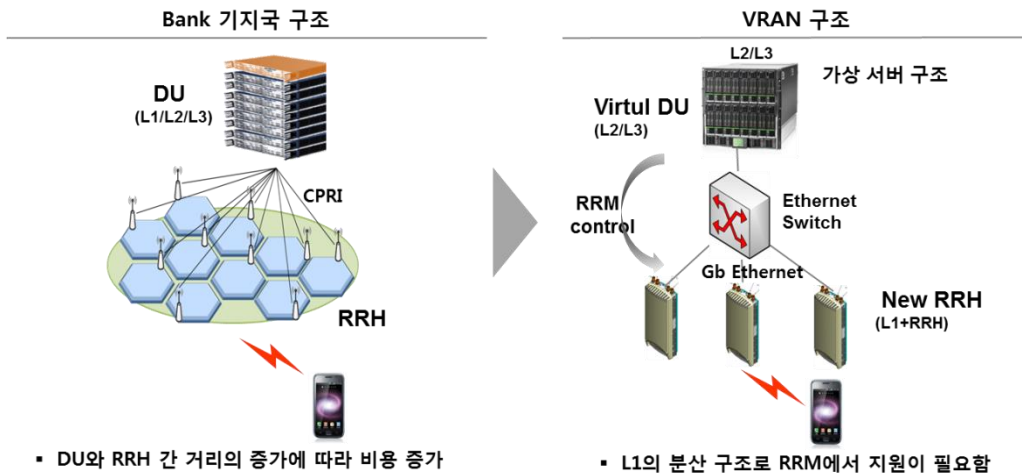 Bank 기지국 구조
DU
(L1/L2/L3)
CPRI
RRH
▪ DU와 RRH 간 거리의 증가에 따라 비용 증가
VRAN 구조
L2/L3
가상 서버 구조
Virtul DU
(L2/L3)
RRM
control
Ethernet
Switch
Gb Ethernet
New RRH
(L1+RRH)
▪ L1의 분산 구조로 RRM에서 지원이 필요함